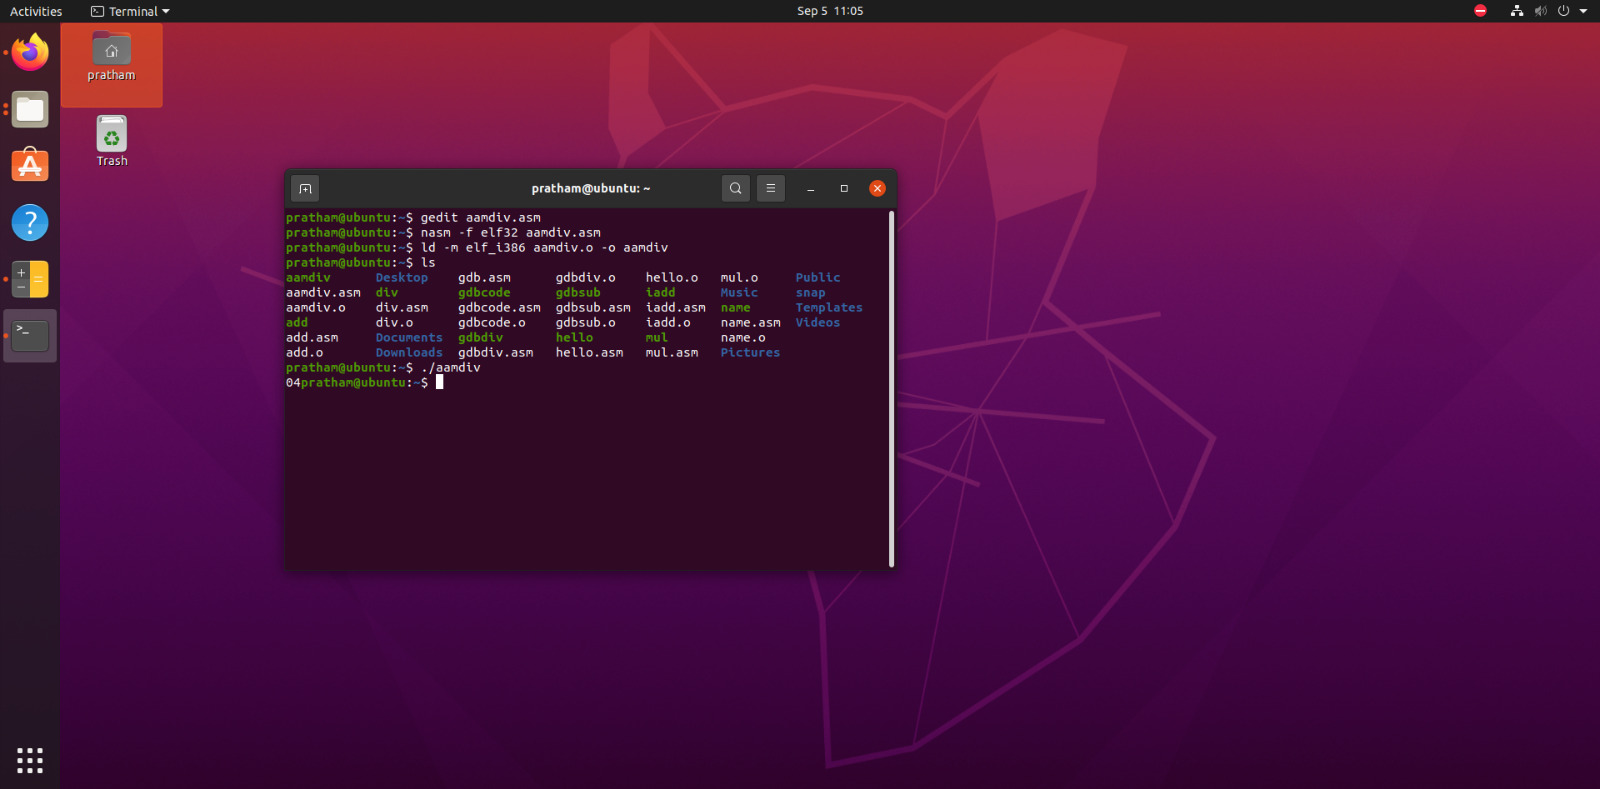 Activities Terminal Sep 5 11:05
pratham
Trash
pratham@ubuntu: ~
pratham@ubuntu:~$ gedit aamdiv.asm
pratham@ubuntu:~$ nasm -f elf32 aamdiv.asm
pratham@ubuntu:~$ ld -m elf_i386 aamdiv.o -o aamdiv
pratham@ubuntu:~$ ls
aamdiv Desktop gdb.asm gdbdiv.o hello.o mul.o Public
aamdiv.asm div gdbcode gdbsub iadd Music snap
aamdiv.o div.asm gdbcode.asm gdbsub.asm iadd.asm name Templates
add div.o gdbcode.o gdbsub.o iadd.o name.asm Videos
add.asm Documents gdbdiv hello mul name.o
add.o Downloads gdbdiv.asm hello.asm mul.asm Pictures
pratham@ubuntu:~$ ./aamdiv
04pratham@ubuntu:~$